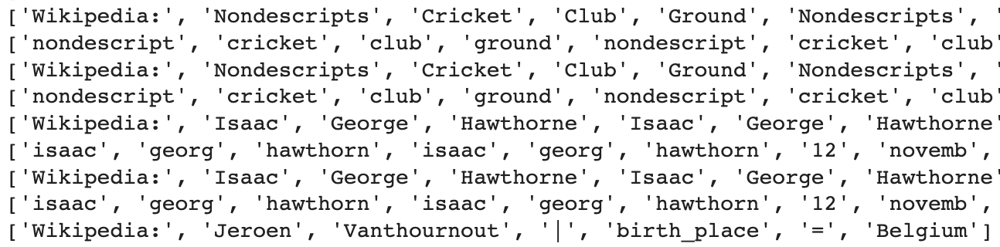 ['Wikipedia:', 'Nondescripts', 'Cricket', 'Club', 'Ground', 'Nondescripts', '
['nondescript', 'cricket', 'club', 'ground', 'nondescript', 'cricket', 'club'
['Wikipedia:', 'Nondescripts', 'Cricket', 'Club', 'Ground', 'Nondescripts', '
['nondescript', 'cricket', 'club', 'ground', 'nondescript', 'cricket', 'club'
['Wikipedia:', 'Isaac', 'George', 'Hawthorne', 'Isaac', 'George', 'Hawthorne'
['isaac', 'georg', 'hawthorn', 'isaac', 'georg', 'hawthorn', '12', 'novemb',
['Wikipedia:', 'Isaac', 'George', 'Hawthorne', 'Isaac', 'George', 'Hawthorne'
['isaac', 'georg', 'hawthorn', 'isaac', 'georg', 'hawthorn', '12', 'novemb',
['Wikipedia:', 'Jeroen', 'Vanthournout', '|', 'birth_place', '=', 'Belgium']